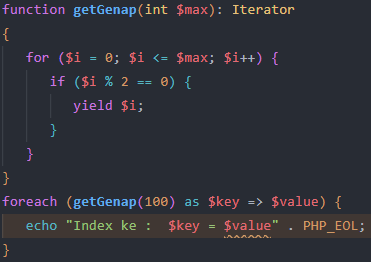 function getGenap(int $max): Iterator
{
    for ($i = 0; $i <= $max; $i++) {
        if ($i % 2 == 0) {
            yield $i;
        }
    }
}
foreach (getGenap(100) as $key => $value) {
    echo "Index ke :  $key = $value" . PHP_EOL;
}